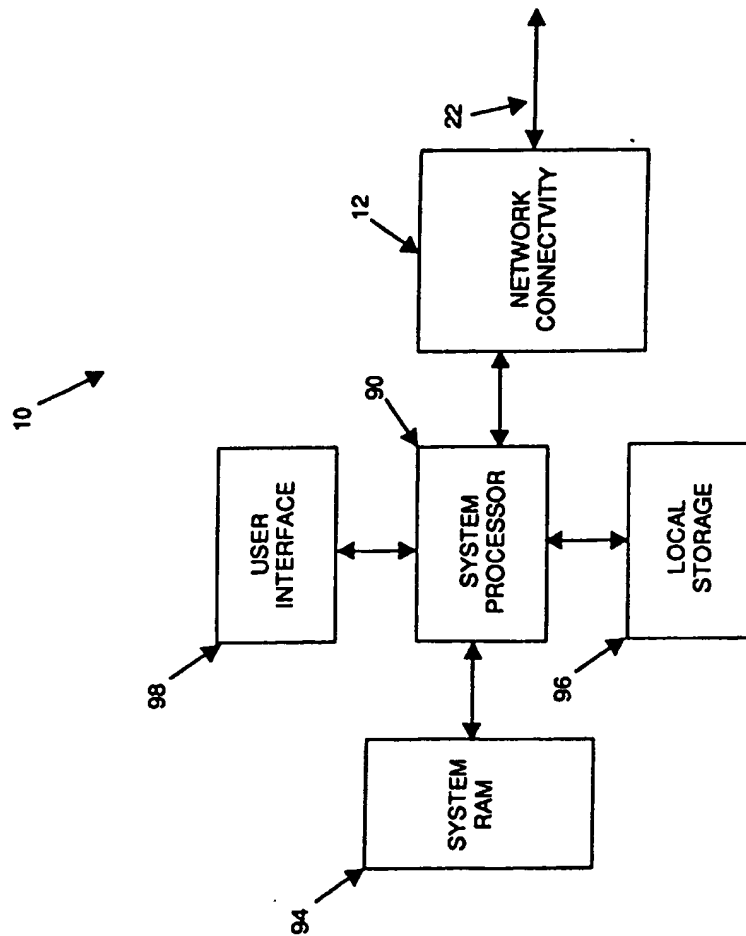 10
98
USER
INTERFACE
94
90
12
22
SYSTEM
RAM
SYSTEM
PROCESSOR
NETWORK
CONNECTVITY
96
LOCAL
STORAGE